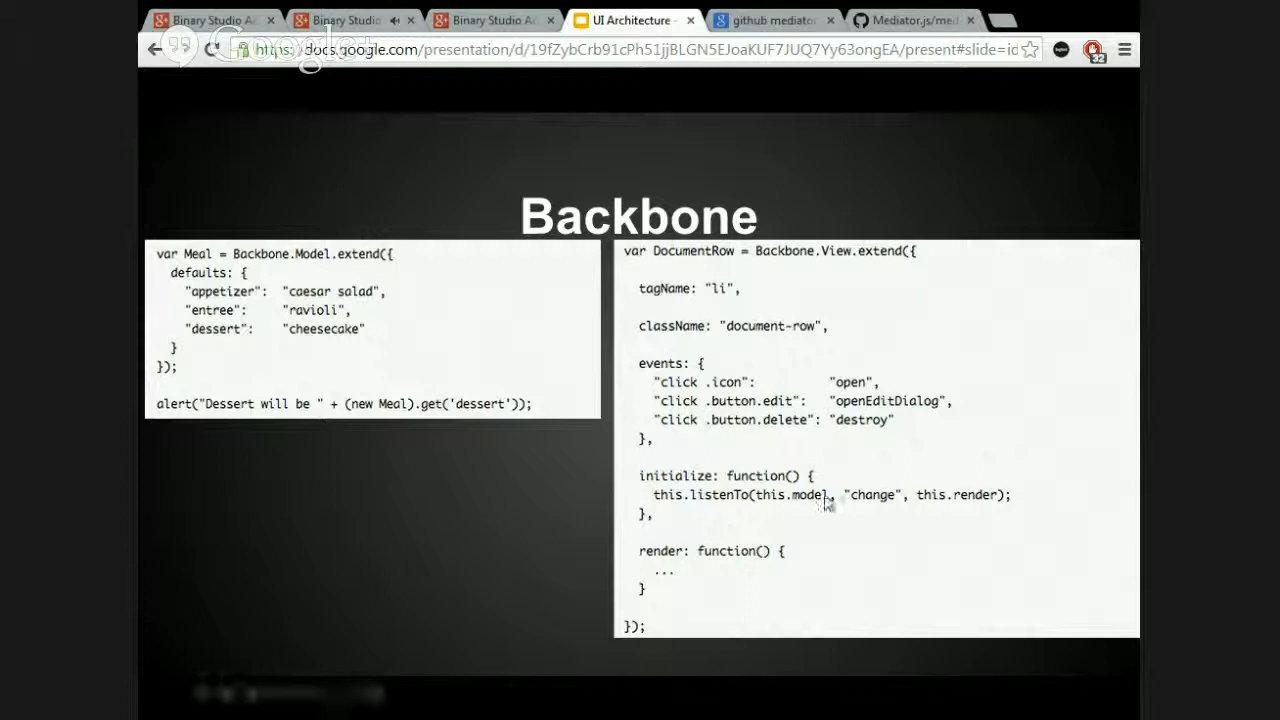 Binary Studio Ac
Binary Studio
Binary Studio Ac
UI Architecture -
github mediator
Mediator.js/med
Google+
https://docs.google.com/presentation/d/19fZybCrb91cPh51jjBLGN5EJoaKUF7JUQ7Yy63ongEA/present#slide=id
32
Backbone
var Meal = Backbone.Model.extend({
defaults: {
"appetizer": "caesar salad",
"entree": "ravioli",
"dessert": "cheesecake"
}
});
alert("Dessert will be " + (new Meal).get('dessert'));
var DocumentRow = Backbone.View.extend({
tagName: "li",
className: "document-row",
events: {
"click .icon": "open",
"click .button.edit": "openEditDialog",
"click .button.delete": "destroy"
},
initialize: function() {
this.listenTo(this.model, "change", this.render);
},
render: function() {
...
}
});